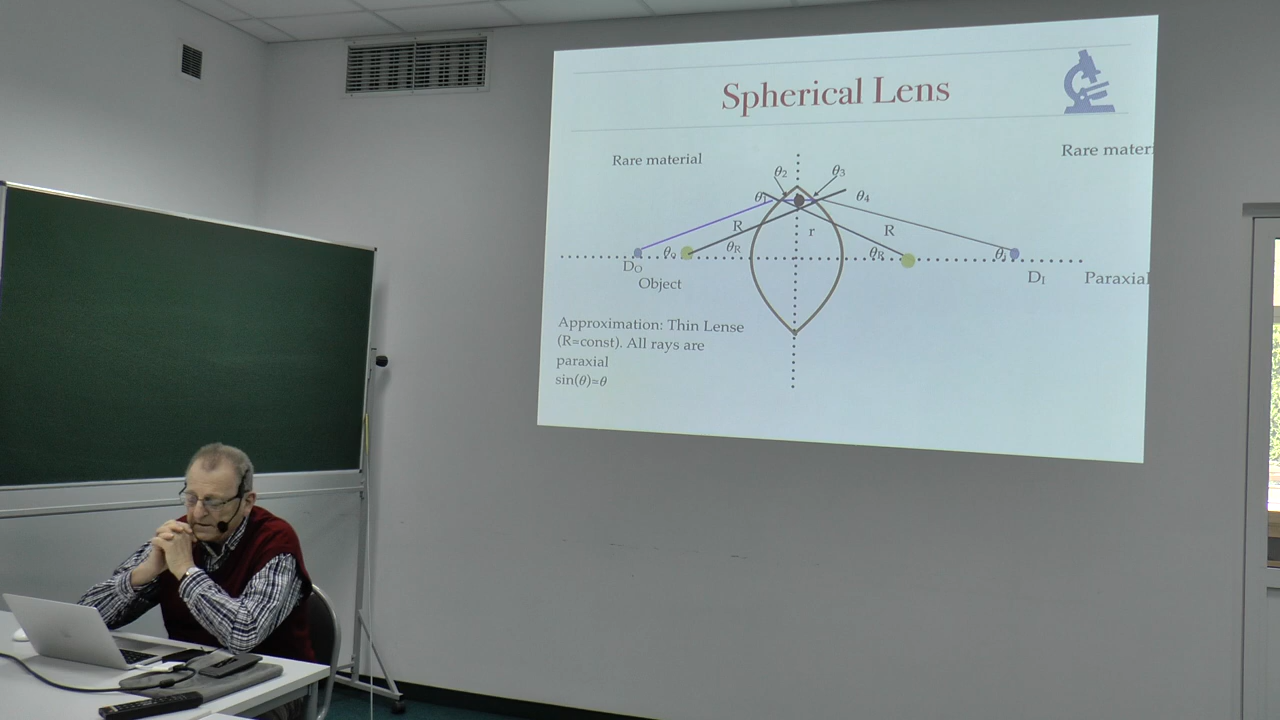 Spherical Lens
Rare material
Rare mater
θ2
θ3
θ1
θ4
R
r
R
θR
θR
θ0
θi
DO
DI
Object
Paraxial
Approximation: Thin Lense
(R=const). All rays are
paraxial
sin(θ)=θ